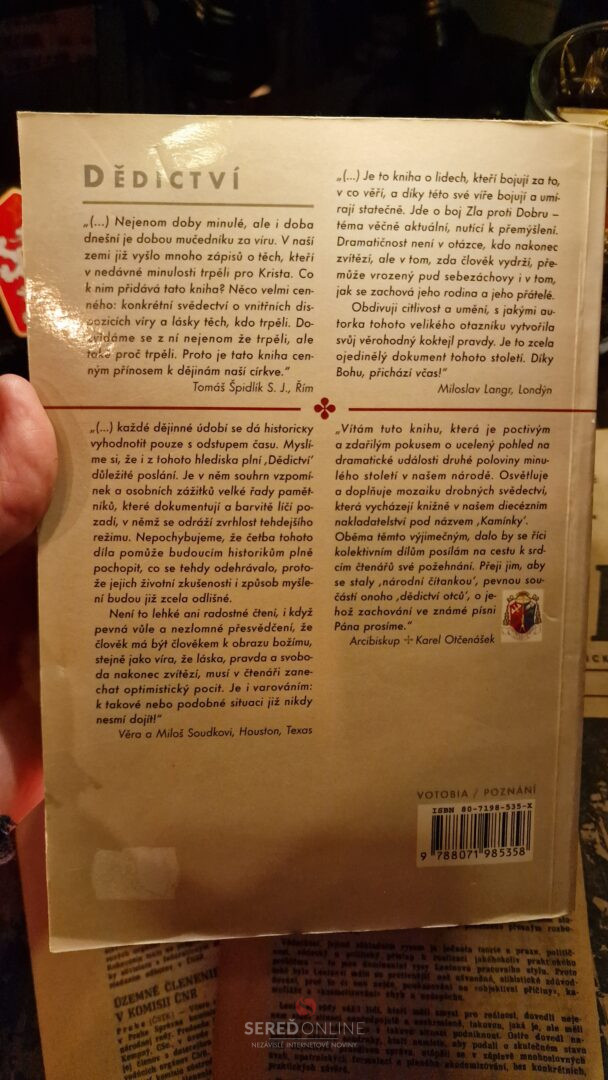 DĚDICTVÍ
„(...) Nejenom doby minulé, ale i doba
dnešní je dobou mučedníku za víru. V naší
zemi již vyšlo mnoho zápisů o těch, kteří
v nedávné minulosti trpěli pro Krista. Co
k nim přidává tato kniha? Něco velmi cen-
ného: konkrétní svědectví o vnitřních dis-
pozicích víry a lásky těch, kdo trpěli. Do-
vídáme se z ní nejenom že trpěli, ale
také proč trpěli. Proto je tato kniha cen-
ným přínosem k dějinám naší církve.“
Tomáš Špidlík S. J., Řím
„(...) Je to kniha o lidech, kteří bojují za to,
v co věří, a díky této své víře bojují a umí-
rají statečně. Jde o boj Zla proti Dobru –
téma věčně aktuální, nutící k přemýšlení.
Dramatičnost není v otázce, kdo nakonec
zvítězí, ale v tom, zda člověk vydrží, pře-
může vrozený pud sebezáchovy i v tom,
jak se zachová jeho rodina a jeho přátelé.
Obdivuji citlivost a umění, s jakými au-
torka tohoto velikého otazníku vytvořila
svůj věrohodný koktejl pravdy. Je to zcela
ojedinělý dokument tohoto století. Díky
Bohu, přichází včas!“
Miloslav Langr, Londýn
„(...) každé dějinné údobí se dá historicky
vyhodnotit pouze s odstupem času. Mysli-
me si, že i z tohoto hlediska plní ‚Dědictví‘
důležité poslání. Je v něm souhrn vzpomí-
nek a osobních zážitků velké řady pamět-
níků, které dokumentují a barvitě líčí po-
zadí, v němž se odráží zvrhlost tehdejšího
režimu. Nepochybujeme, že četba tohoto
díla pomůže budoucím historikům plně
pochopit, co se tehdy odehrávalo, proto-
že jejich životní zkušenosti i způsob myšle-
ní budou již zcela odlišné.
Není to lehké ani radostné čtení, i když
pevná vůle a nezlomné přesvědčení, že
člověk má být člověkem k obrazu božímu,
stejně jako víra, že láska, pravda a svobo-
da nakonec zvítězí, musí v čtenáři zane-
chat optimistický pocit. Je i varováním:
k takové nebo podobné situaci již nikdy
nesmí dojít!“
Věra a Miloš Soudkovi, Houston, Texas
„Vítám tuto knihu, která je poctivým
a zdařilým pokusem o ucelený pohled na
dramatické události druhé poloviny minu-
lého století v našem národě. Osvětluje
a doplňuje mozaiku drobných svědectví,
která vycházejí knižně v našem diecézním
nakladatelství pod názvem ‚Kamínky‘.
Oběma těmto výjimečným, dalo by se říci
kolektivním dílům posílám na cestu k srd-
cím čtenářů své požehnání. Přeji jim, aby
se staly ‚národní čítankou‘, pevnou sou-
částí onoho ‚dědictví otců‘, o je-
hož zachování ve známé písni
Pána prosíme.“
Arcibiskup ✢ Karel Otčenášek
VOTOBIA / POZNÁNÍ
ISBN 80-7198-535-X
9 788071 985358
ÚZEMNÉ ČLENENIE
V KOMISII ČNR
SEREĎONLINE
NEZÁVISLÉ INTERNETOVÉ NOVINY